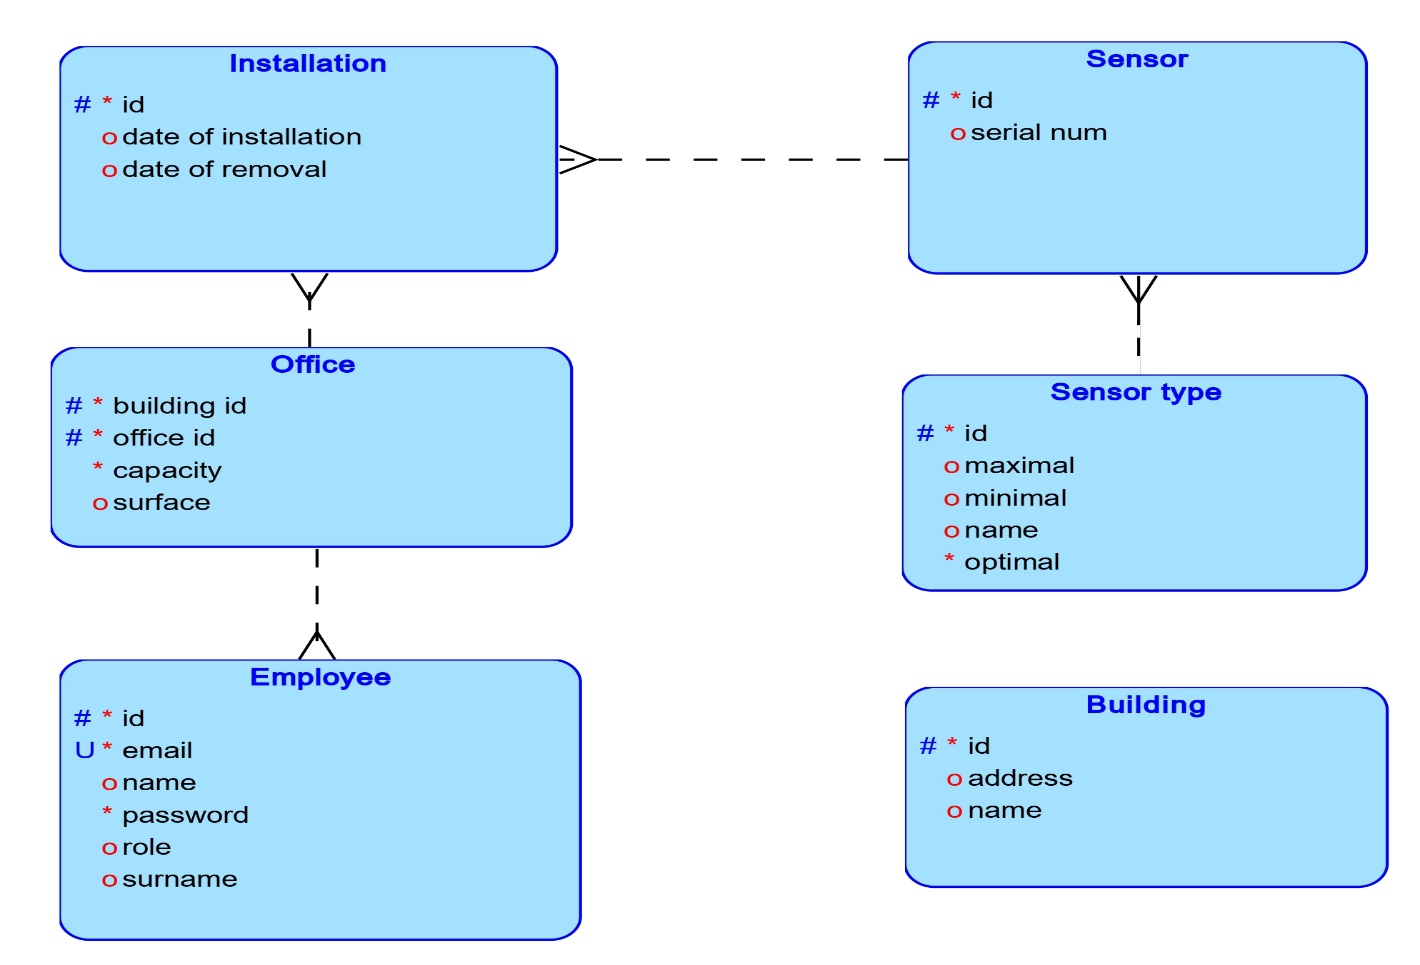 Installation
# * id
o date of installation
o date of removal
Sensor
# * id
o serial num
Office
# * building id
# * office id
* capacity
o surface
Sensor type
# * id
o maximal
o minimal
o name
* optimal
Employee
# * id
U * email
o name
* password
o role
o surname
Building
# * id
o address
o name